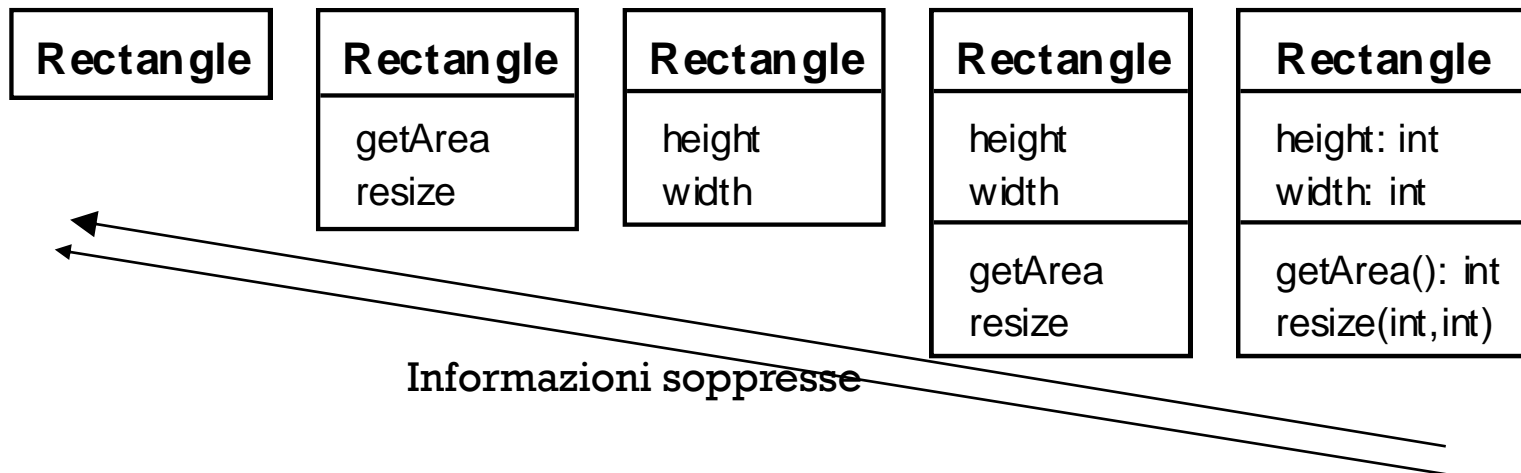 Rectangle
Rectangle
getArea
resize
Rectangle
height
width
Rectangle
height
width
getArea
resize
Rectangle
height: int
width: int
getArea(): int
resize(int,int)
Informazioni soppresse